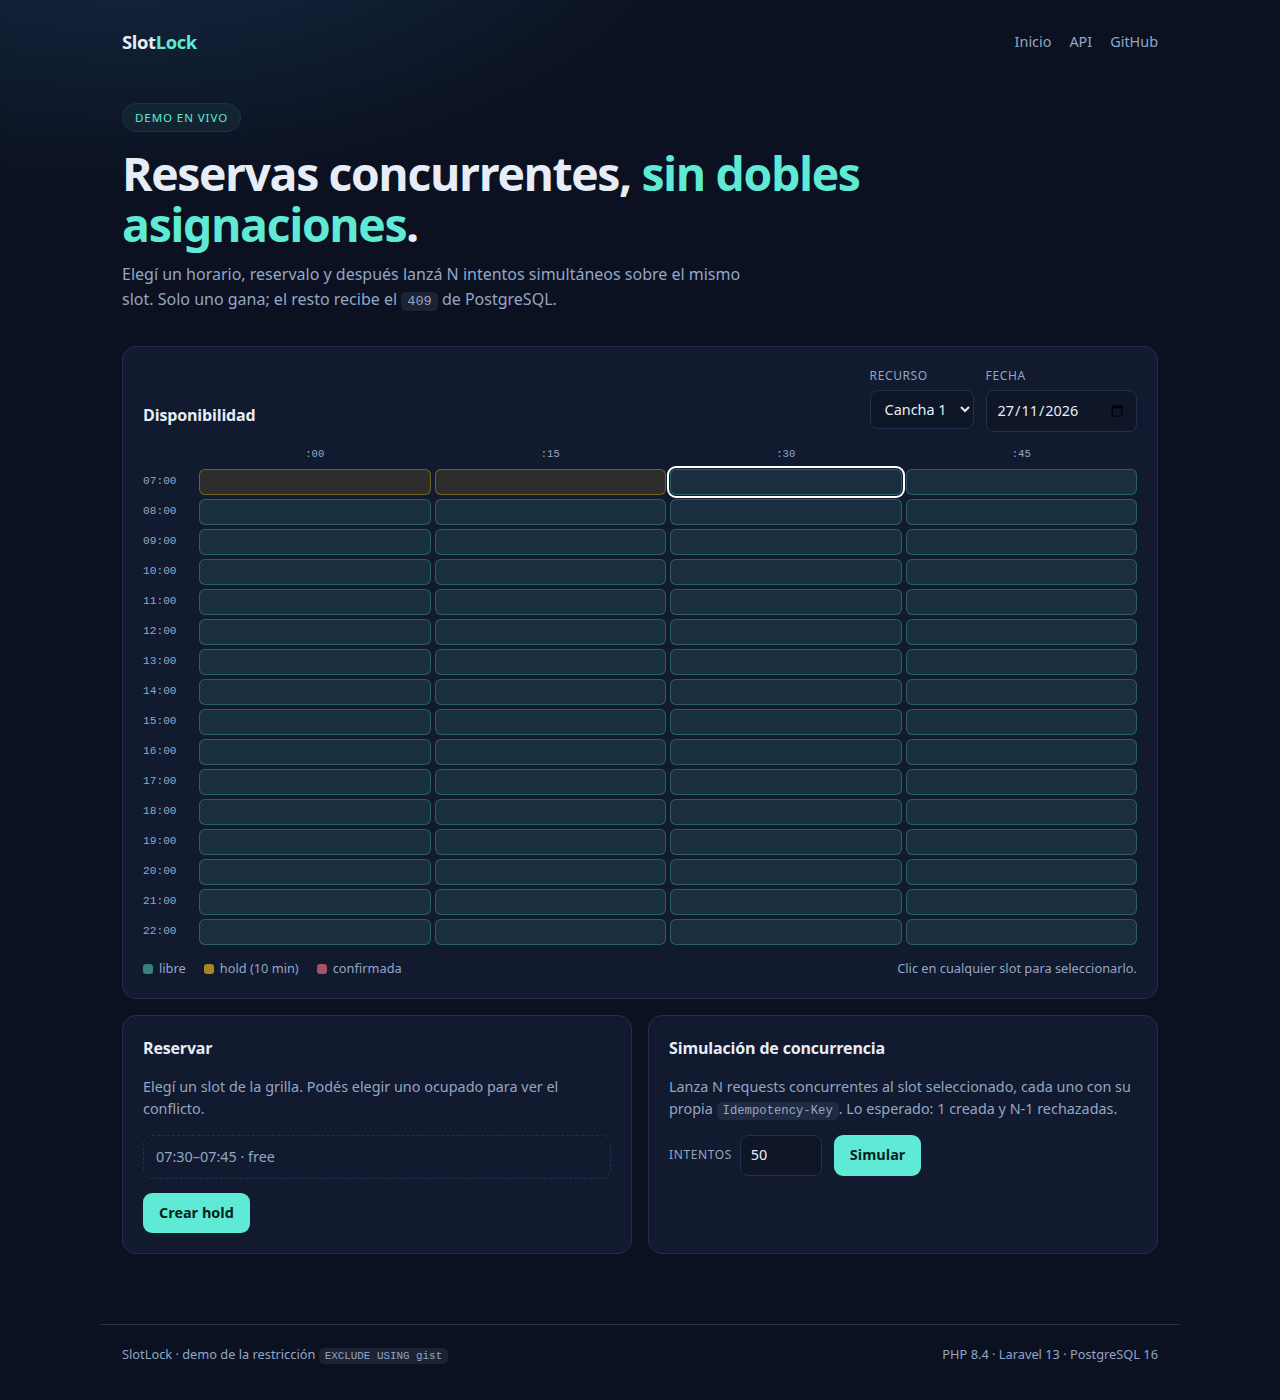 SlotLock
Inicio API GitHub
DEMO EN VIVO
Reservas concurrentes, sin dobles
asignaciones.
Elegí un horario, reservalo y después lanzá N intentos simultáneos sobre el mismo
slot. Solo uno gana; el resto recibe el 409 de PostgreSQL.
Disponibilidad
RECURSO
Cancha 1
FECHA
27/11/2026
:00 :15 :30 :45
07:00
08:00
09:00
10:00
11:00
12:00
13:00
14:00
15:00
16:00
17:00
18:00
19:00
20:00
21:00
22:00
libre hold (10 min) confirmada
Clic en cualquier slot para seleccionarlo.
Reservar
Elegí un slot de la grilla. Podés elegir uno ocupado para ver el
conflicto.
07:30–07:45 · free
Crear hold
Simulación de concurrencia
Lanza N requests concurrentes al slot seleccionado, cada uno con su
propia Idempotency-Key. Lo esperado: 1 creada y N-1 rechazadas.
INTENTOS 50 Simular
SlotLock · demo de la restricción EXCLUDE USING gist
PHP 8.4 · Laravel 13 · PostgreSQL 16